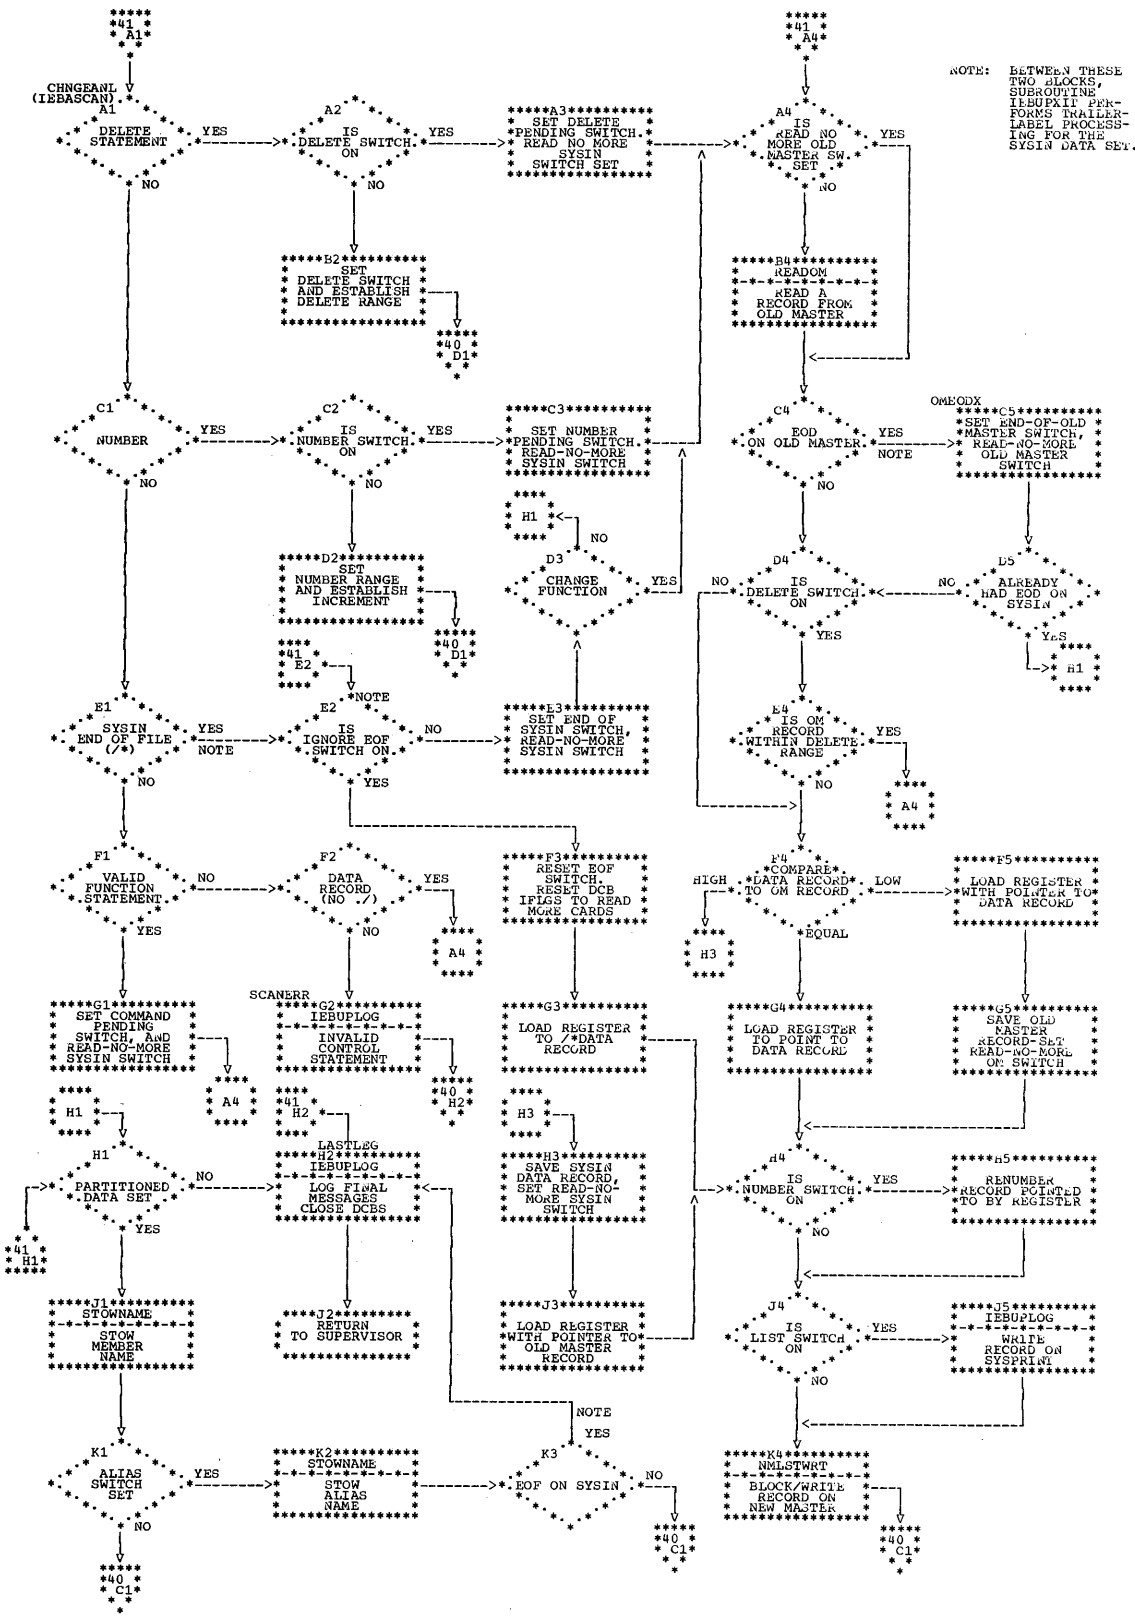 41
A1
41
A4
NOTE: BETWEEN THESE
TWO BLOCKS,
SUBROUTINE
IEBUPXIT PER-
FORMS TRAILER-
LABEL PROCESS-
ING FOR THE
SYSIN DATA SET.
CHNGEANL
(IEBASCAN)
A1
DELETE
STATEMENT
YES
NO
A2
IS
DELETE SWITCH
ON
YES
NO
A3
SET DELETE
PENDING SWITCH.
READ NO MORE
SYSIN
SWITCH SET
A4
IS
READ NO
MORE OLD
MASTER SW.
SET
YES
NO
B2
SET
DELETE SWITCH
AND ESTABLISH
DELETE RANGE
40
D1
B4
READOM
READ A
RECORD FROM
OLD MASTER
C1
NUMBER
YES
NO
C2
IS
NUMBER SWITCH
ON
YES
NO
C3
SET NUMBER
PENDING SWITCH.
READ-NO-MORE
SYSIN SWITCH
C4
EOD
ON OLD MASTER
YES
NOTE
NO
OMEODX
C5
SET END-OF-OLD
MASTER SWITCH,
READ-NO-MORE
OLD MASTER
SWITCH
H1
NO
D2
SET
NUMBER RANGE
AND ESTABLISH
INCREMENT
40
D1
D3
CHANGE
FUNCTION
YES
D4
IS
DELETE SWITCH
ON
NO
YES
D5
ALREADY
HAD EOD ON
SYSIN
NO
YES
H1
41
E2
NOTE
E1
SYSIN
END OF FILE
(/*)
YES
NOTE
NO
E2
IS
IGNORE EOF
SWITCH ON
NO
YES
E3
SET END OF
SYSIN SWITCH,
READ-NO-MORE
SYSIN SWITCH
E4
IS OM
RECORD
WITHIN DELETE
RANGE
YES
NO
A4
F1
VALID
FUNCTION
STATEMENT
NO
YES
F2
DATA
RECORD
(NO ./)
YES
NO
A4
F3
RESET EOF
SWITCH.
RESET DCB
IFLGS TO READ
MORE CARDS
F4
COMPARE
DATA RECORD
TO OM RECORD
HIGH
LOW
EQUAL
H3
F5
LOAD REGISTER
WITH POINTER TO
DATA RECORD
G1
SET COMMAND
PENDING
SWITCH, AND
READ-NO-MORE
SYSIN SWITCH
A4
SCANERR
G2
IEBUPLOG
INVALID
CONTROL
STATEMENT
40
H2
G3
LOAD REGISTER
TO /*DATA
RECORD
G4
LOAD REGISTER
TO POINT TO
DATA RECORD
G5
SAVE OLD
MASTER
RECORD-SET
READ-NO-MORE
OM SWITCH
H1
41
H2
H3
H1
PARTITIONED
DATA SET
NO
YES
41
H1
LASTLEG
H2
IEBUPLOG
LOG FINAL
MESSAGES
CLOSE DCBS
H3
SAVE SYSIN
DATA RECORD,
SET READ-NO-
MORE SYSIN
SWITCH
H4
IS
NUMBER SWITCH
ON
YES
NO
H5
RENUMBER
RECORD POINTED
TO BY REGISTER
J1
STOWNAME
STOW
MEMBER
NAME
J2
RETURN
TO SUPERVISOR
J3
LOAD REGISTER
WITH POINTER TO
OLD MASTER
RECORD
J4
IS
LIST SWITCH
ON
YES
NO
J5
IEBUPLOG
WRITE
RECORD ON
SYSPRINT
K1
ALIAS
SWITCH
SET
YES
NO
40
C1
K2
STOWNAME
STOW
ALIAS
NAME
NOTE
YES
K3
EOF ON SYSIN
NO
40
C1
K4
NMLSTWRT
BLOCK/WRITE
RECORD ON
NEW MASTER
40
C1